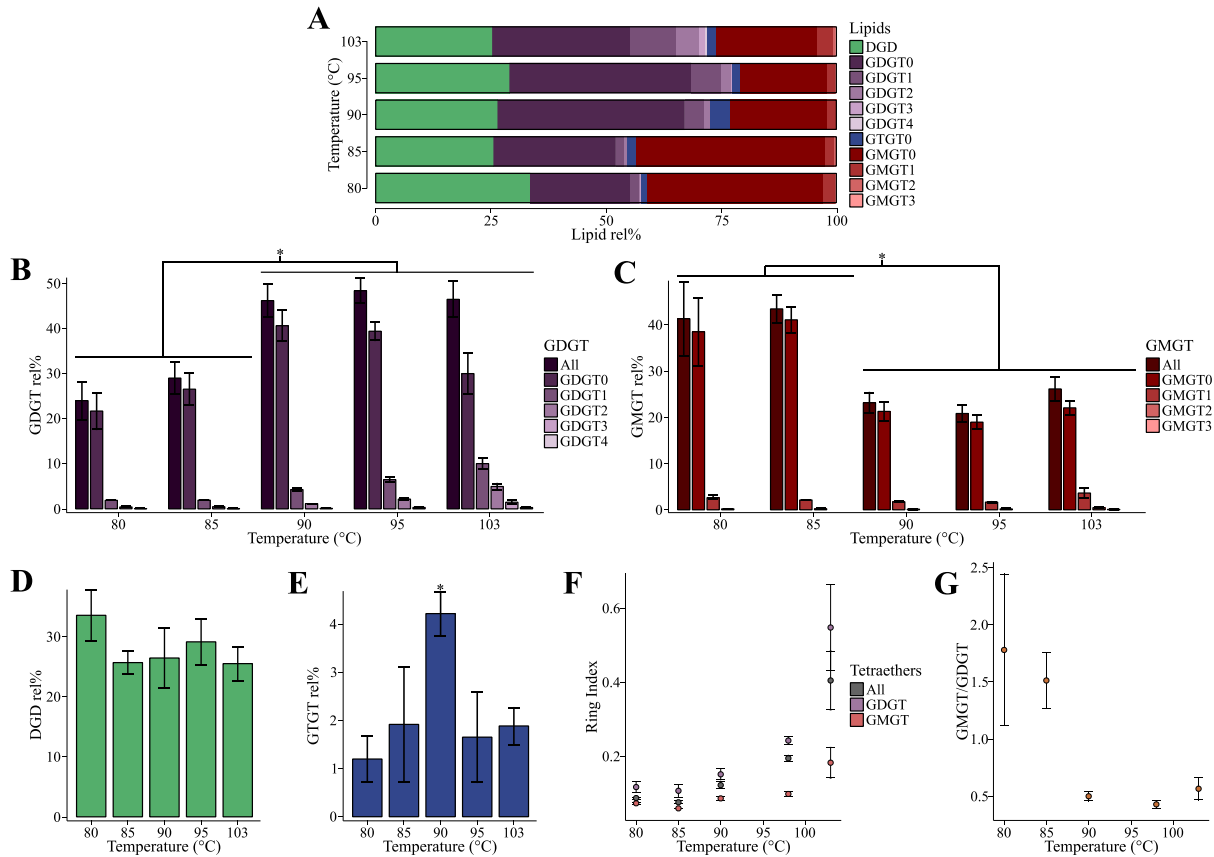 A
Temperature (°C)
103
95
90
85
80
0 25 50 75 100
Lipid rel%
Lipids
DGD
GDGT0
GDGT1
GDGT2
GDGT3
GDGT4
GTGT0
GMGT0
GMGT1
GMGT2
GMGT3
B
GDGT rel%
50
40
30
20
10
0
*
80 85 90 95 103
Temperature (°C)
GDGT
All
GDGT0
GDGT1
GDGT2
GDGT3
GDGT4
C
GMGT rel%
40
30
20
10
0
*
80 85 90 95 103
Temperature (°C)
GMGT
All
GMGT0
GMGT1
GMGT2
GMGT3
D
DGD rel%
30
20
10
0
80 85 90 95 103
Temperature (°C)
E
GTGT rel%
4
3
2
1
0
*
80 85 90 95 103
Temperature (°C)
F
Ring Index
0.6
0.4
0.2
80 85 90 95 100
Temperature (°C)
Tetraethers
All
GDGT
GMGT
G
GMGT/GDGT
2.5
2.0
1.5
1.0
0.5
80 85 90 95 100
Temperature (°C)